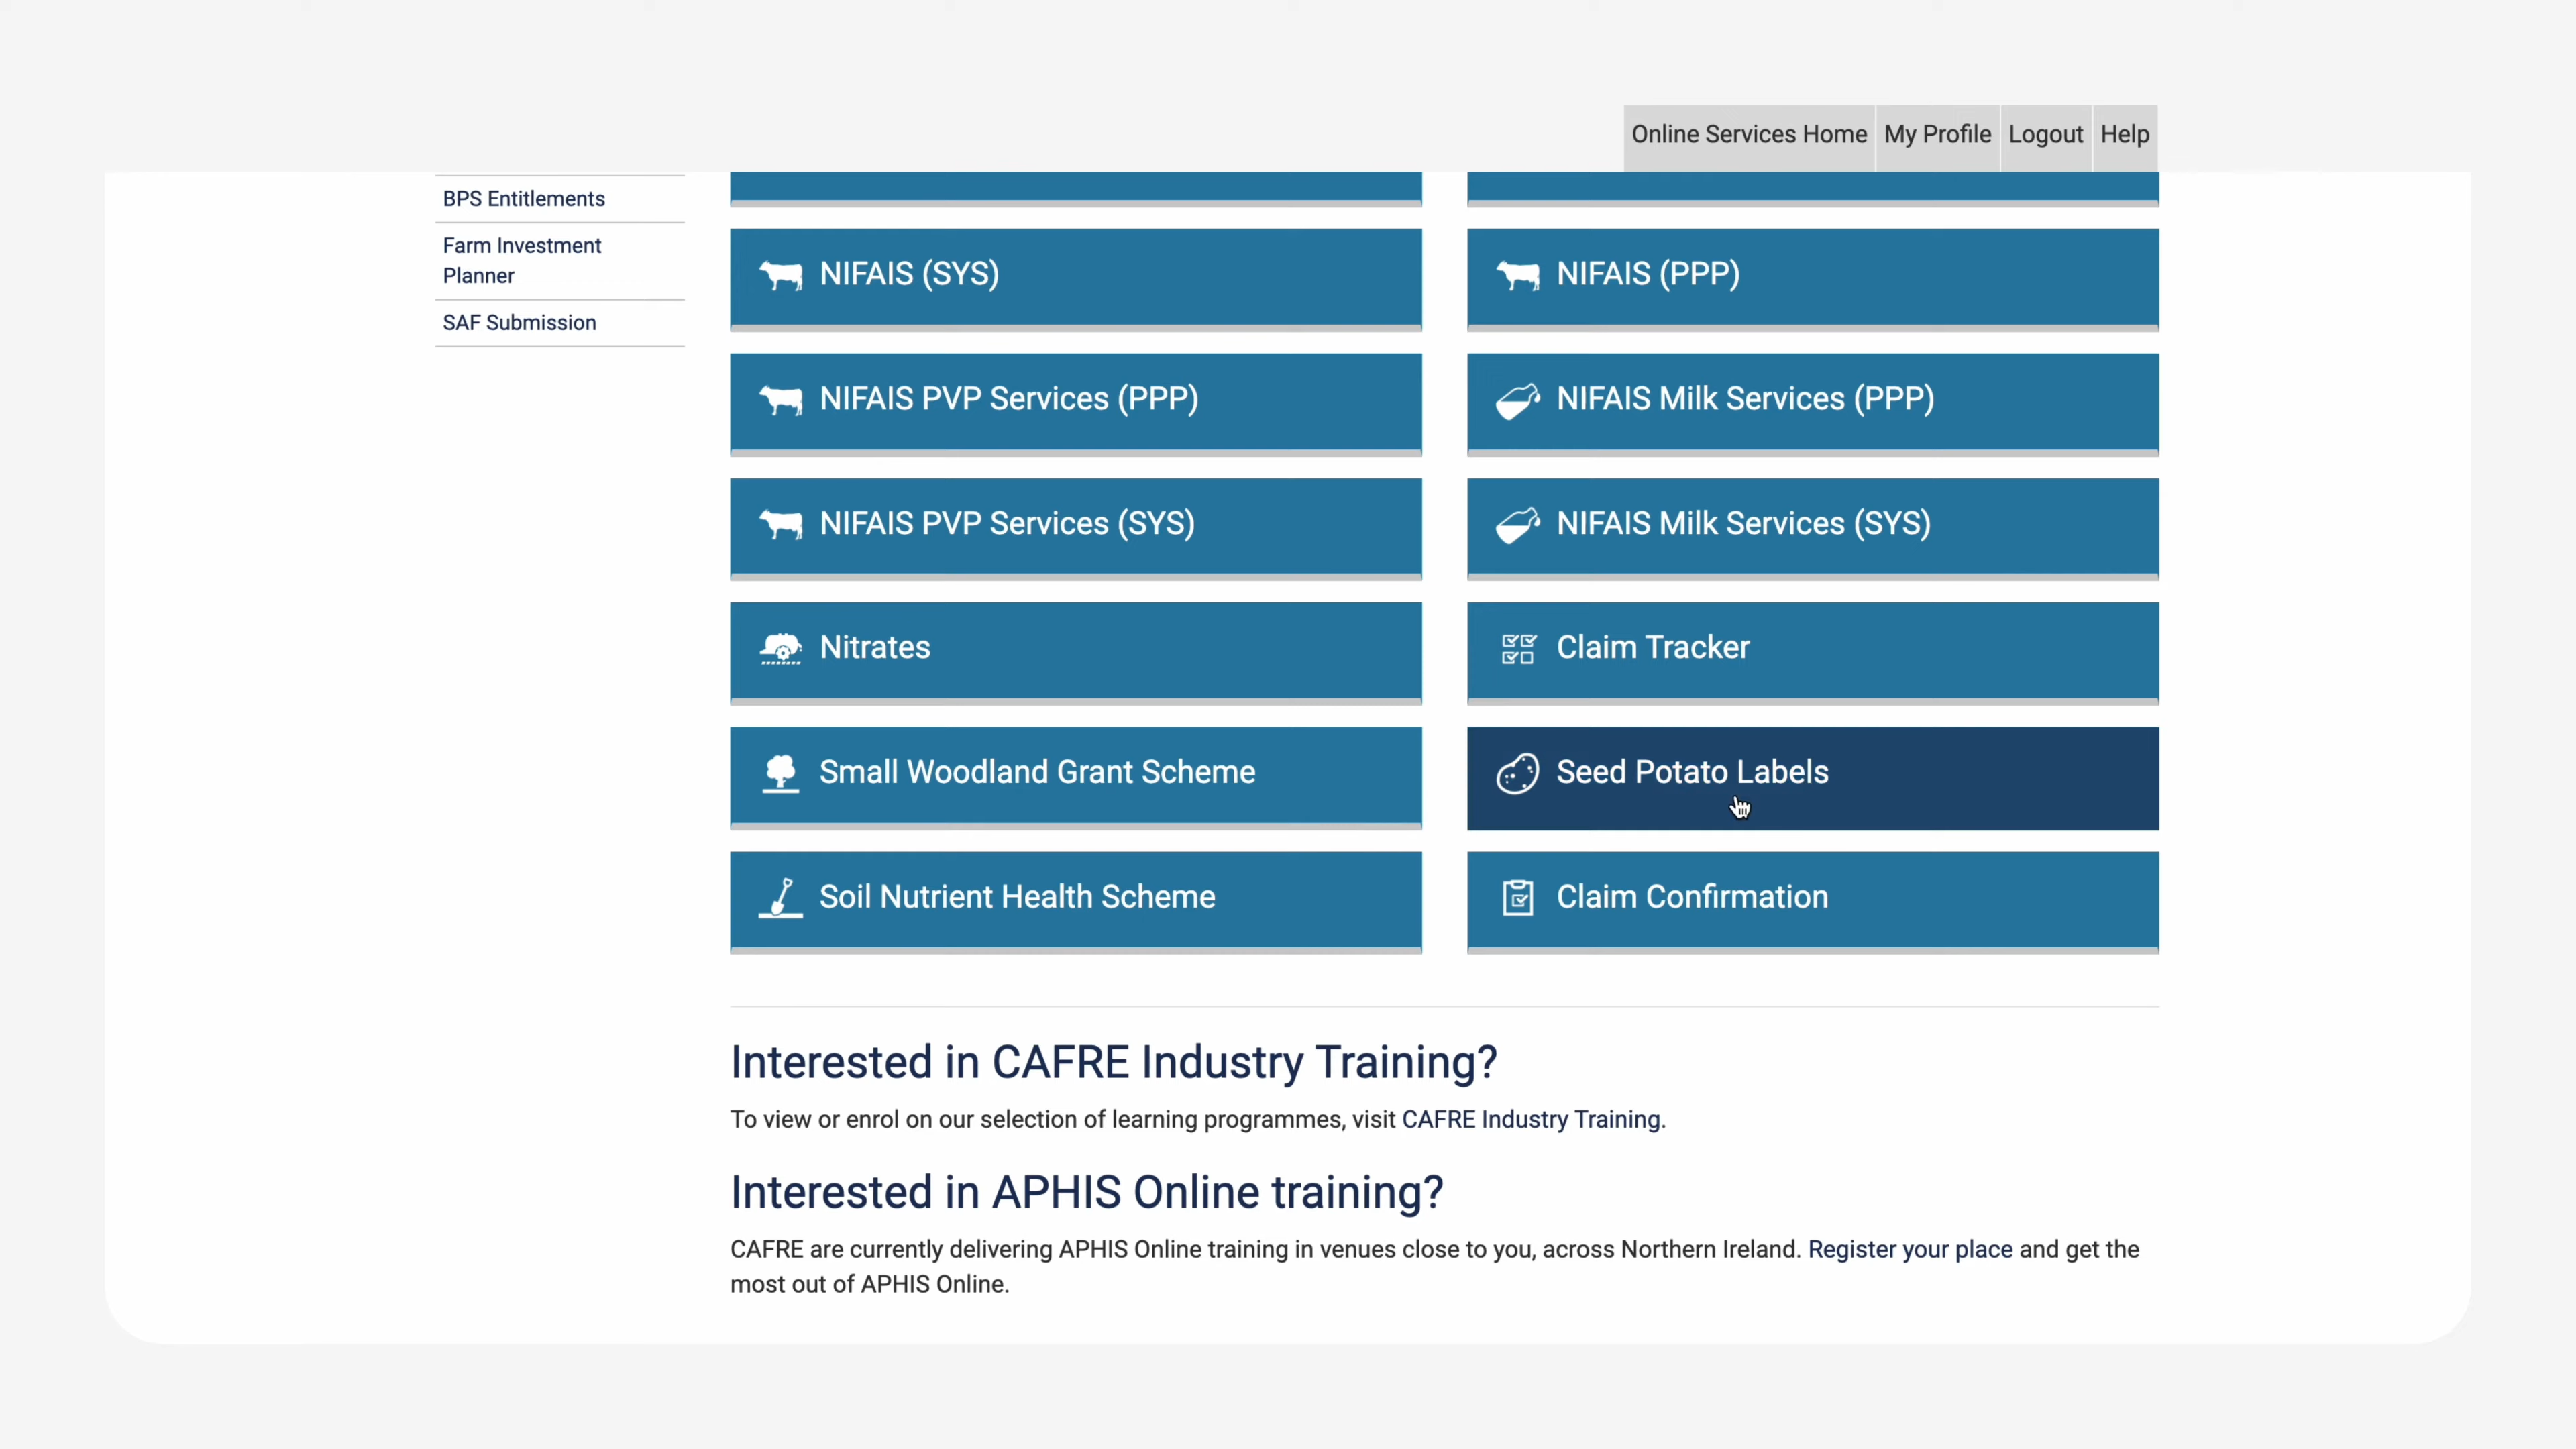 Online Services Home
My Profile
Logout
Help
BPS Entitlements
Farm Investment
Planner
SAF Submission
NIFAIS (SYS)
NIFAIS (PPP)
NIFAIS PVP Services (PPP)
NIFAIS Milk Services (PPP)
NIFAIS PVP Services (SYS)
NIFAIS Milk Services (SYS)
Nitrates
Claim Tracker
Small Woodland Grant Scheme
Seed Potato Labels
Soil Nutrient Health Scheme
Claim Confirmation
Interested in CAFRE Industry Training?
To view or enrol on our selection of learning programmes, visit CAFRE Industry Training.
Interested in APHIS Online training?
CAFRE are currently delivering APHIS Online training in venues close to you, across Northern Ireland. Register your place and get the
most out of APHIS Online.